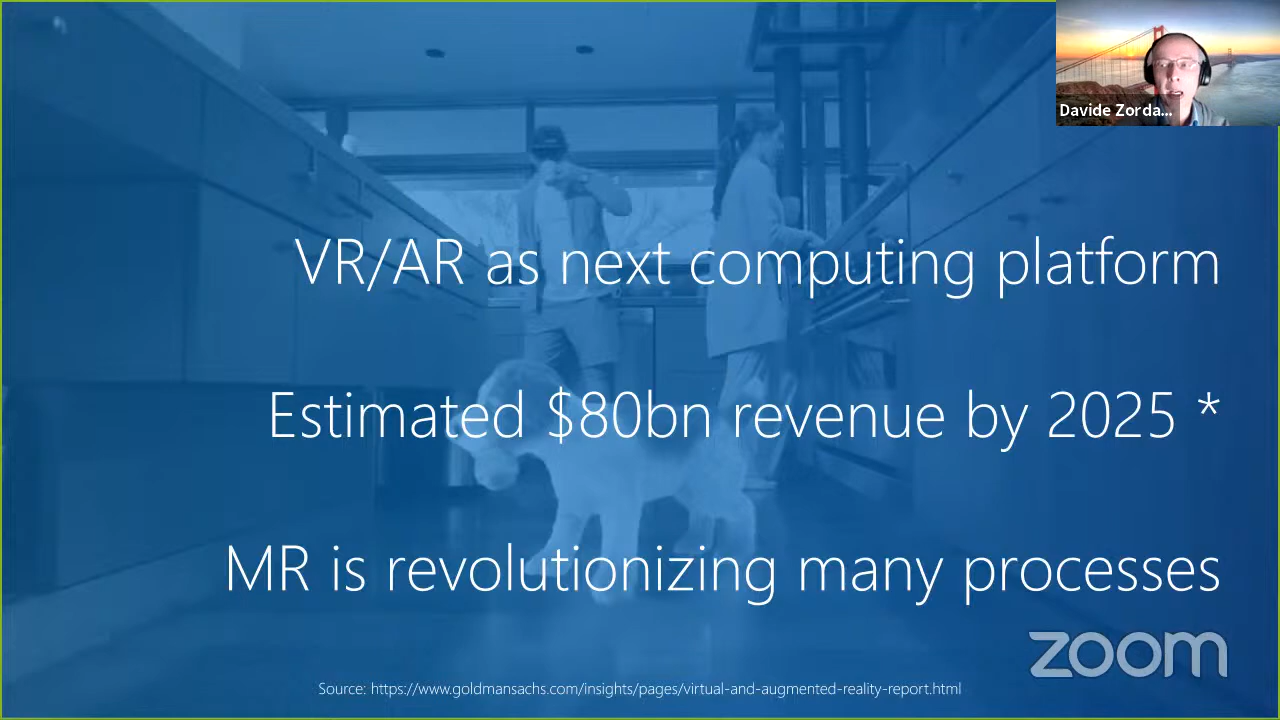 Davide Zorda...
VR/AR as next computing platform
Estimated $80bn revenue by 2025 *
MR is revolutionizing many processes
zoom
Source: https://www.goldmansachs.com/insights/pages/virtual-and-augmented-reality-report.html